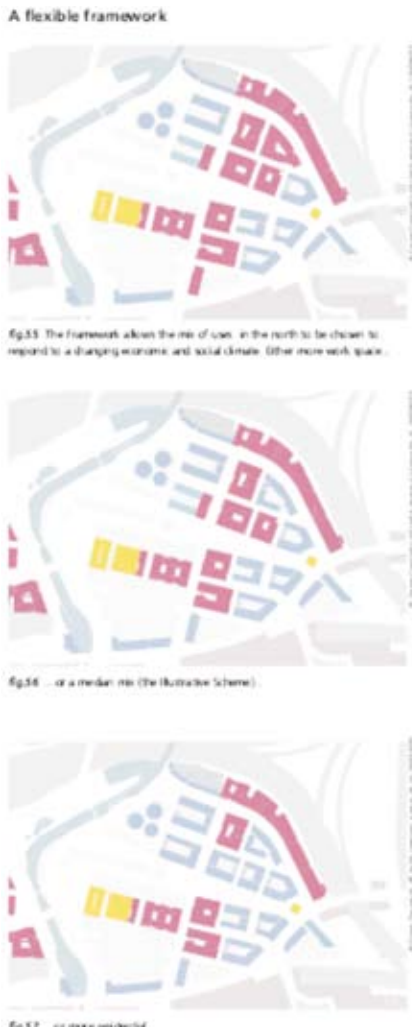 A flexible framework
fig.55 The framework allows the mix of uses in the north to be chosen to
respond to a changing economic and social climate. Either more work space...
fig.56 ... or a median mix (the Illustrative Scheme)...
fig.57 ... or more residential